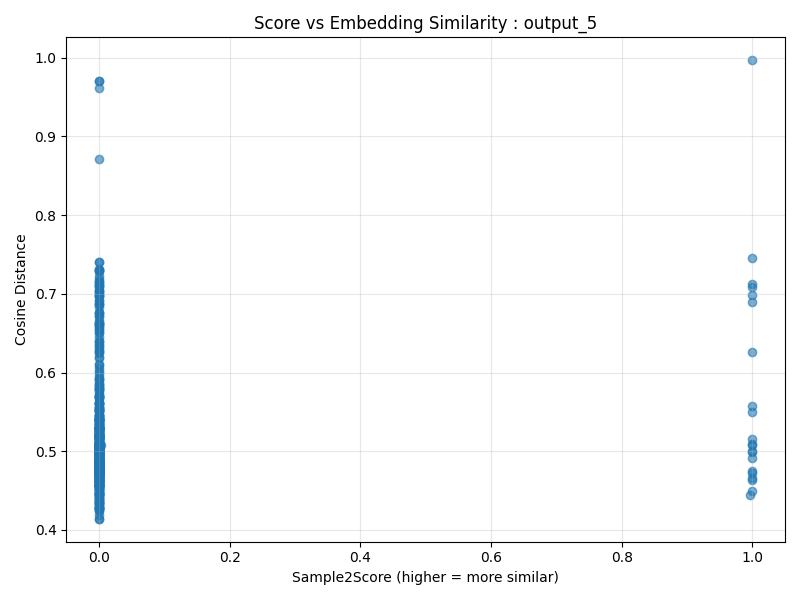 Score vs Embedding Similarity : output_5
1.0
0.9
0.8
0.7
0.6
0.5
0.4
Cosine Distance
0.0 0.2 0.4 0.6 0.8 1.0
Sample2Score (higher = more similar)